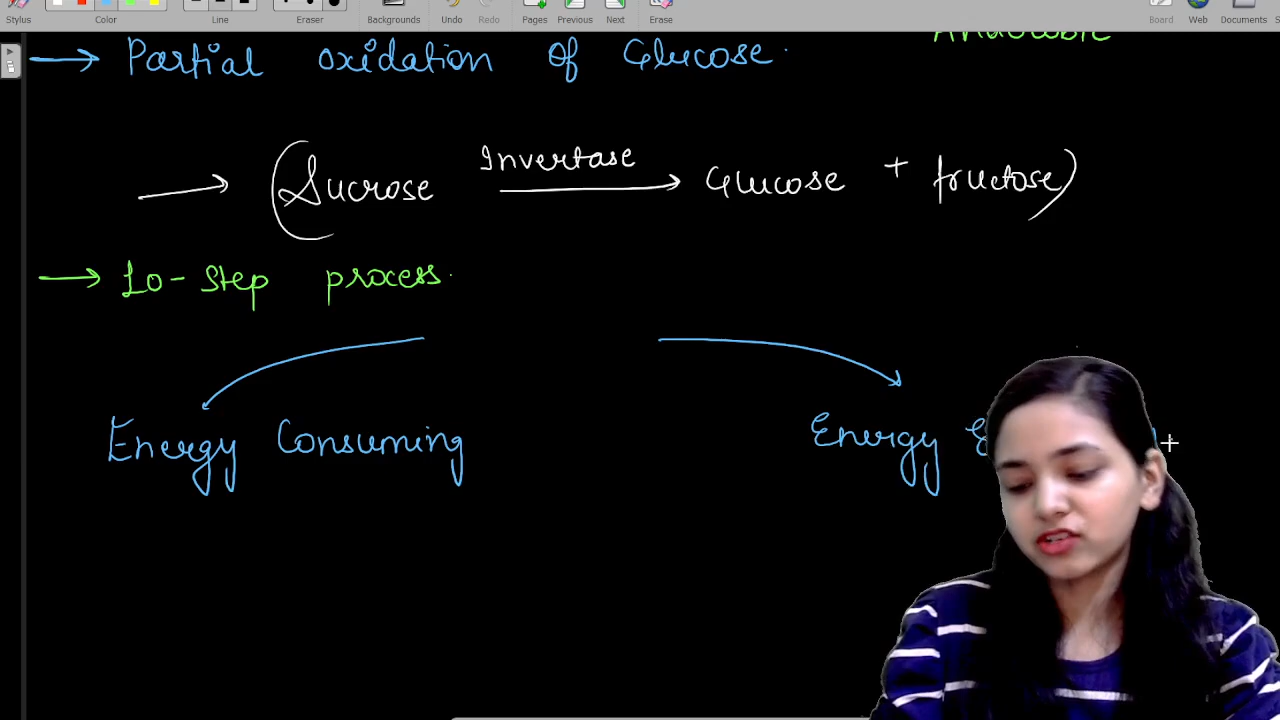 Stylus Color Line Eraser Backgrounds Undo Redo Pages Previous Next Erase Board Web Documents
→ Partial oxidation of Glucose.
→ (Sucrose Invertase → Glucose + fructose)
→ 10-Step process.
Energy Consuming Energy